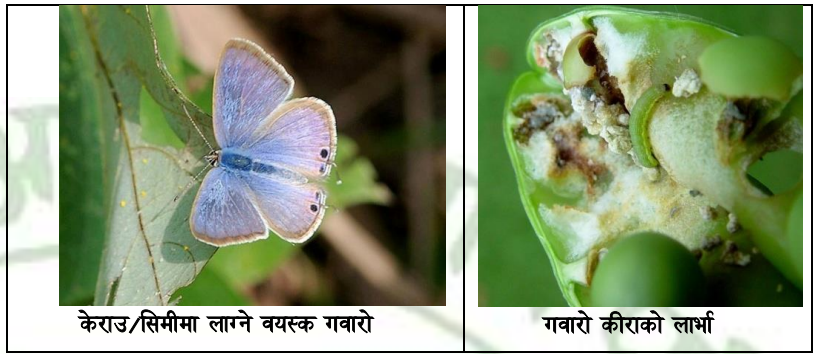 केराउ/सिमीमा लाग्ने वयस्क गवारो
गवारो कीराको लार्भा